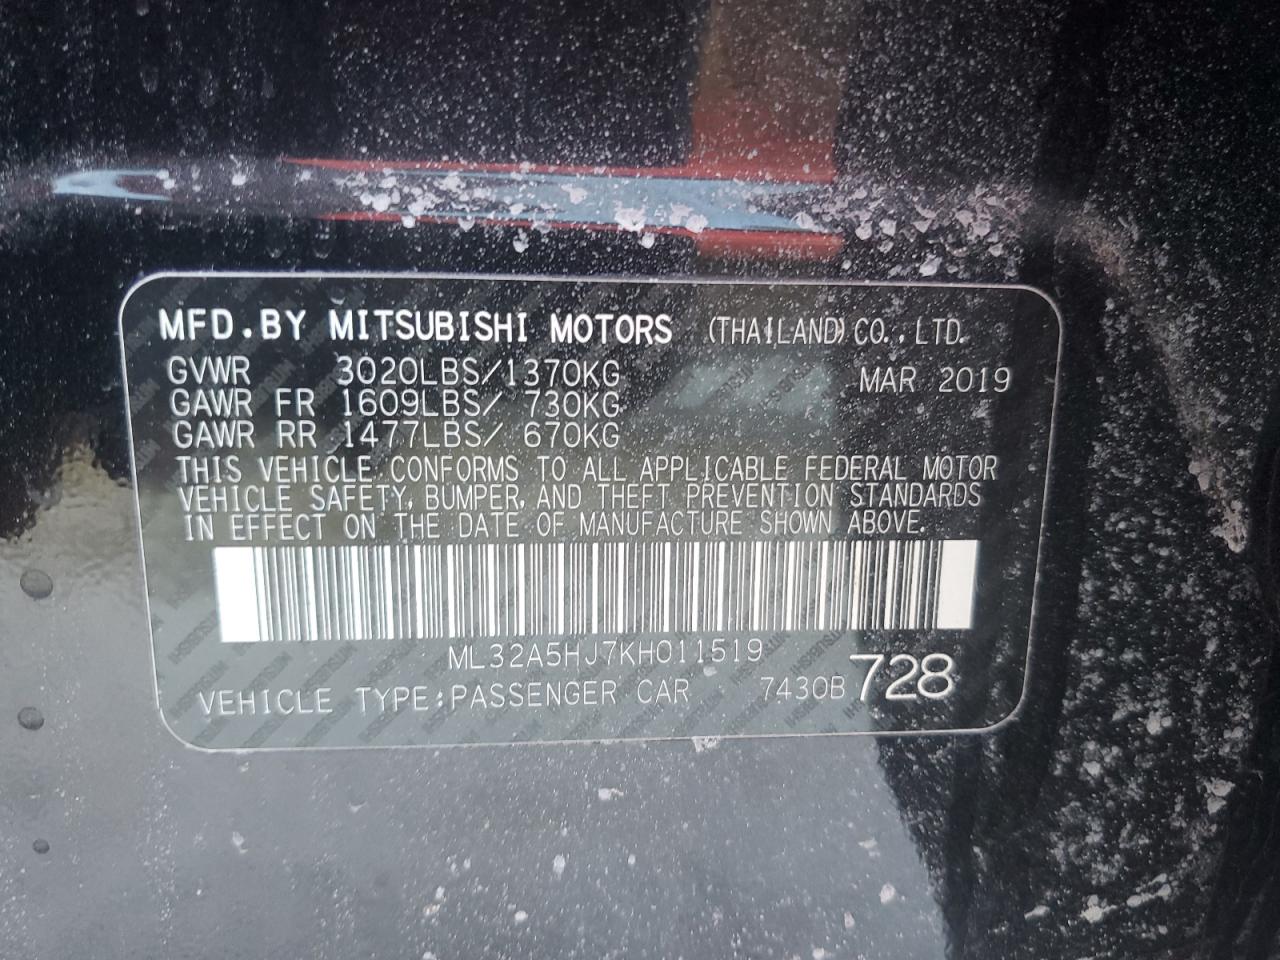 MFD.BY MITSUBISHI MOTORS (THAILAND)CO.,LTD.
GVWR 3020LBS/1370KG MAR 2019
GAWR FR 1609LBS/ 730KG
GAWR RR 1477LBS/ 670KG
THIS VEHICLE CONFORMS TO ALL APPLICABLE FEDERAL MOTOR
VEHICLE SAFETY, BUMPER, AND THEFT PREVENTION STANDARDS
IN EFFECT ON THE DATE OF MANUFACTURE SHOWN ABOVE.
ML32A5HJ7KH011519
VEHICLE TYPE:PASSENGER CAR 7430B 728